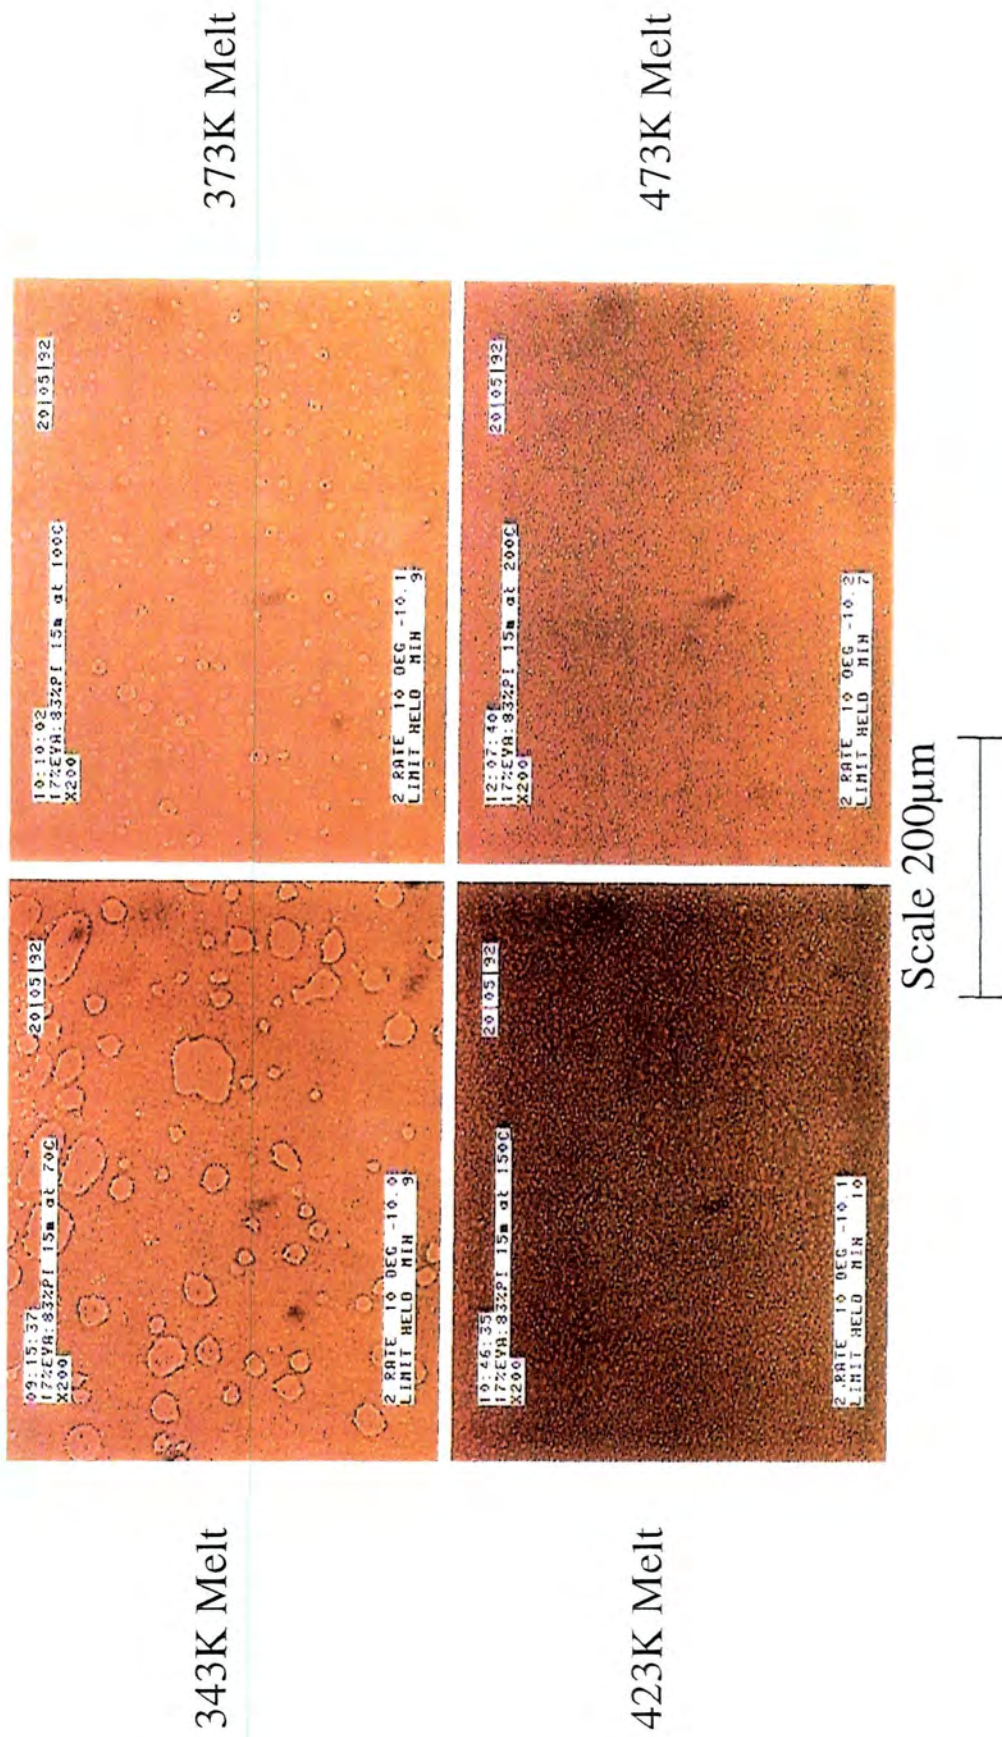 343K Melt
09:15:37
20|05|92
17%EVA:83%PI 15m at 70C
X200
2 RATE 10 DEG -10.0
LIMIT HELD MIN 9
10:10:02
20|05|92
17%EVA:83%PI 15m at 100C
X200
2 RATE 10 DEG -10.1
LIMIT HELD MIN 9
373K Melt
423K Melt
10:46:35
20|05|92
17%EVA:83%PI 15m at 150C
X200
2 RATE 10 DEG -10.1
LIMIT HELD MIN 10
12:07:40
20|05|92
17%EVA:83%PI 15m at 200C
X200
2 RATE 10 DEG -10.2
LIMIT HELD MIN 7
473K Melt
Scale 200µm